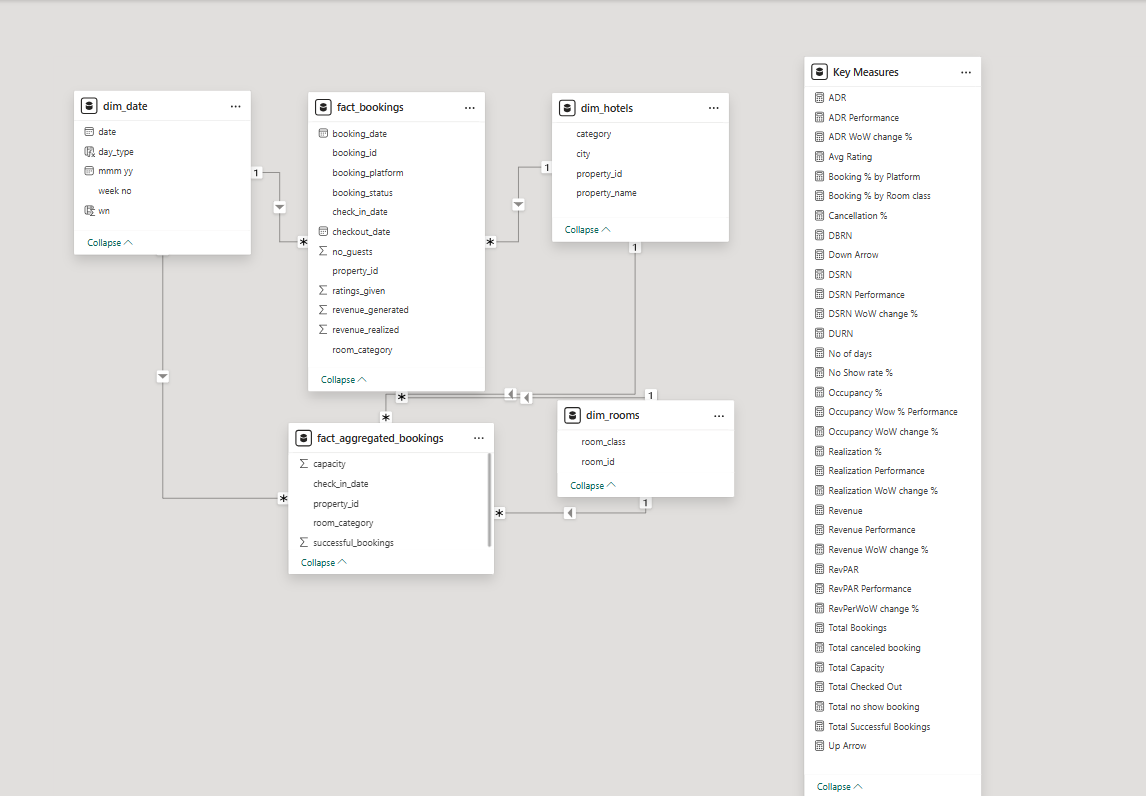 dim_date
date
day_type
mmm yy
week no
wn
Collapse
fact_bookings
booking_date
booking_id
booking_platform
booking_status
check_in_date
checkout_date
no_guests
property_id
ratings_given
revenue_generated
revenue_realized
room_category
Collapse
dim_hotels
category
city
property_id
property_name
Collapse
1
*
*
1
1
*
*
1
*
*
1
fact_aggregated_bookings
capacity
check_in_date
property_id
room_category
successful_bookings
Collapse
dim_rooms
room_class
room_id
Collapse
Key Measures
ADR
ADR Performance
ADR WoW change %
Avg Rating
Booking % by Platform
Booking % by Room class
Cancellation %
DBRN
Down Arrow
DSRN
DSRN Performance
DSRN WoW change %
DURN
No of days
No Show rate %
Occupancy %
Occupancy Wow % Performance
Occupancy WoW change %
Realization %
Realization Performance
Realization WoW change %
Revenue
Revenue Performance
Revenue WoW change %
RevPAR
RevPAR Performance
RevPerWoW change %
Total Bookings
Total canceled booking
Total Capacity
Total Checked Out
Total no show booking
Total Successful Bookings
Up Arrow
Collapse